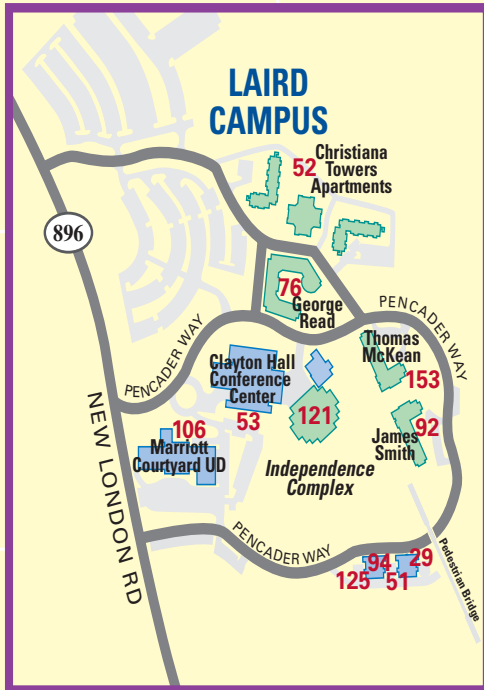 LAIRD
CAMPUS
52
Christiana
Towers
Apartments
896
76
George
Read
PENCADER WAY
PENCADER WAY
Thomas
McKean
153
Clayton Hall
Conference
Center
53
121
92
James
Smith
106
Marriott
Courtyard UD
Independence
Complex
NEW LONDON RD
PENCADER WAY
94
29
125
51
Pedestrian Bridge